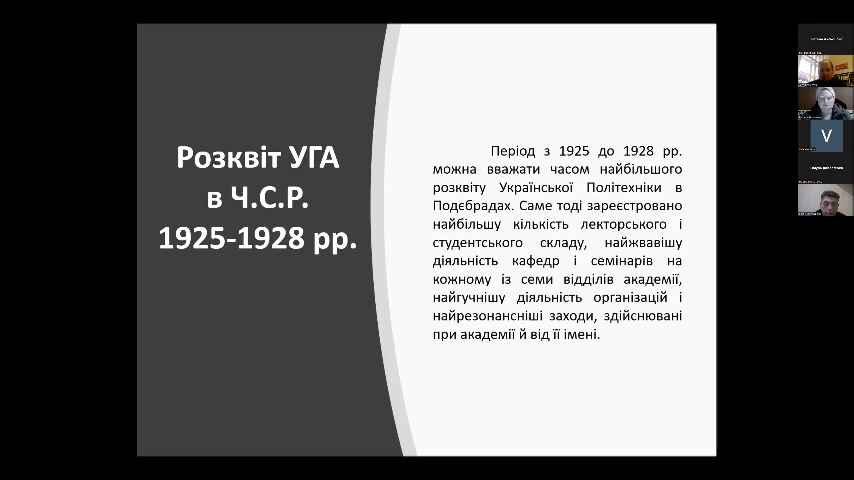 Розквіт УГА
в Ч.С.Р.
1925-1928 рр.
Період з 1925 до 1928 рр.
можна вважати часом найбільшого
розквіту Української Політехніки в
Подєбрадах. Саме тоді зареєстровано
найбільшу кількість лекторського і
студентського складу, найжвавішу
діяльність кафедр і семінарів на
кожному із семи відділів академії,
найгучнішу діяльність організацій і
найрезонансніші заходи, здійснювані
при академії й від її імені.
V